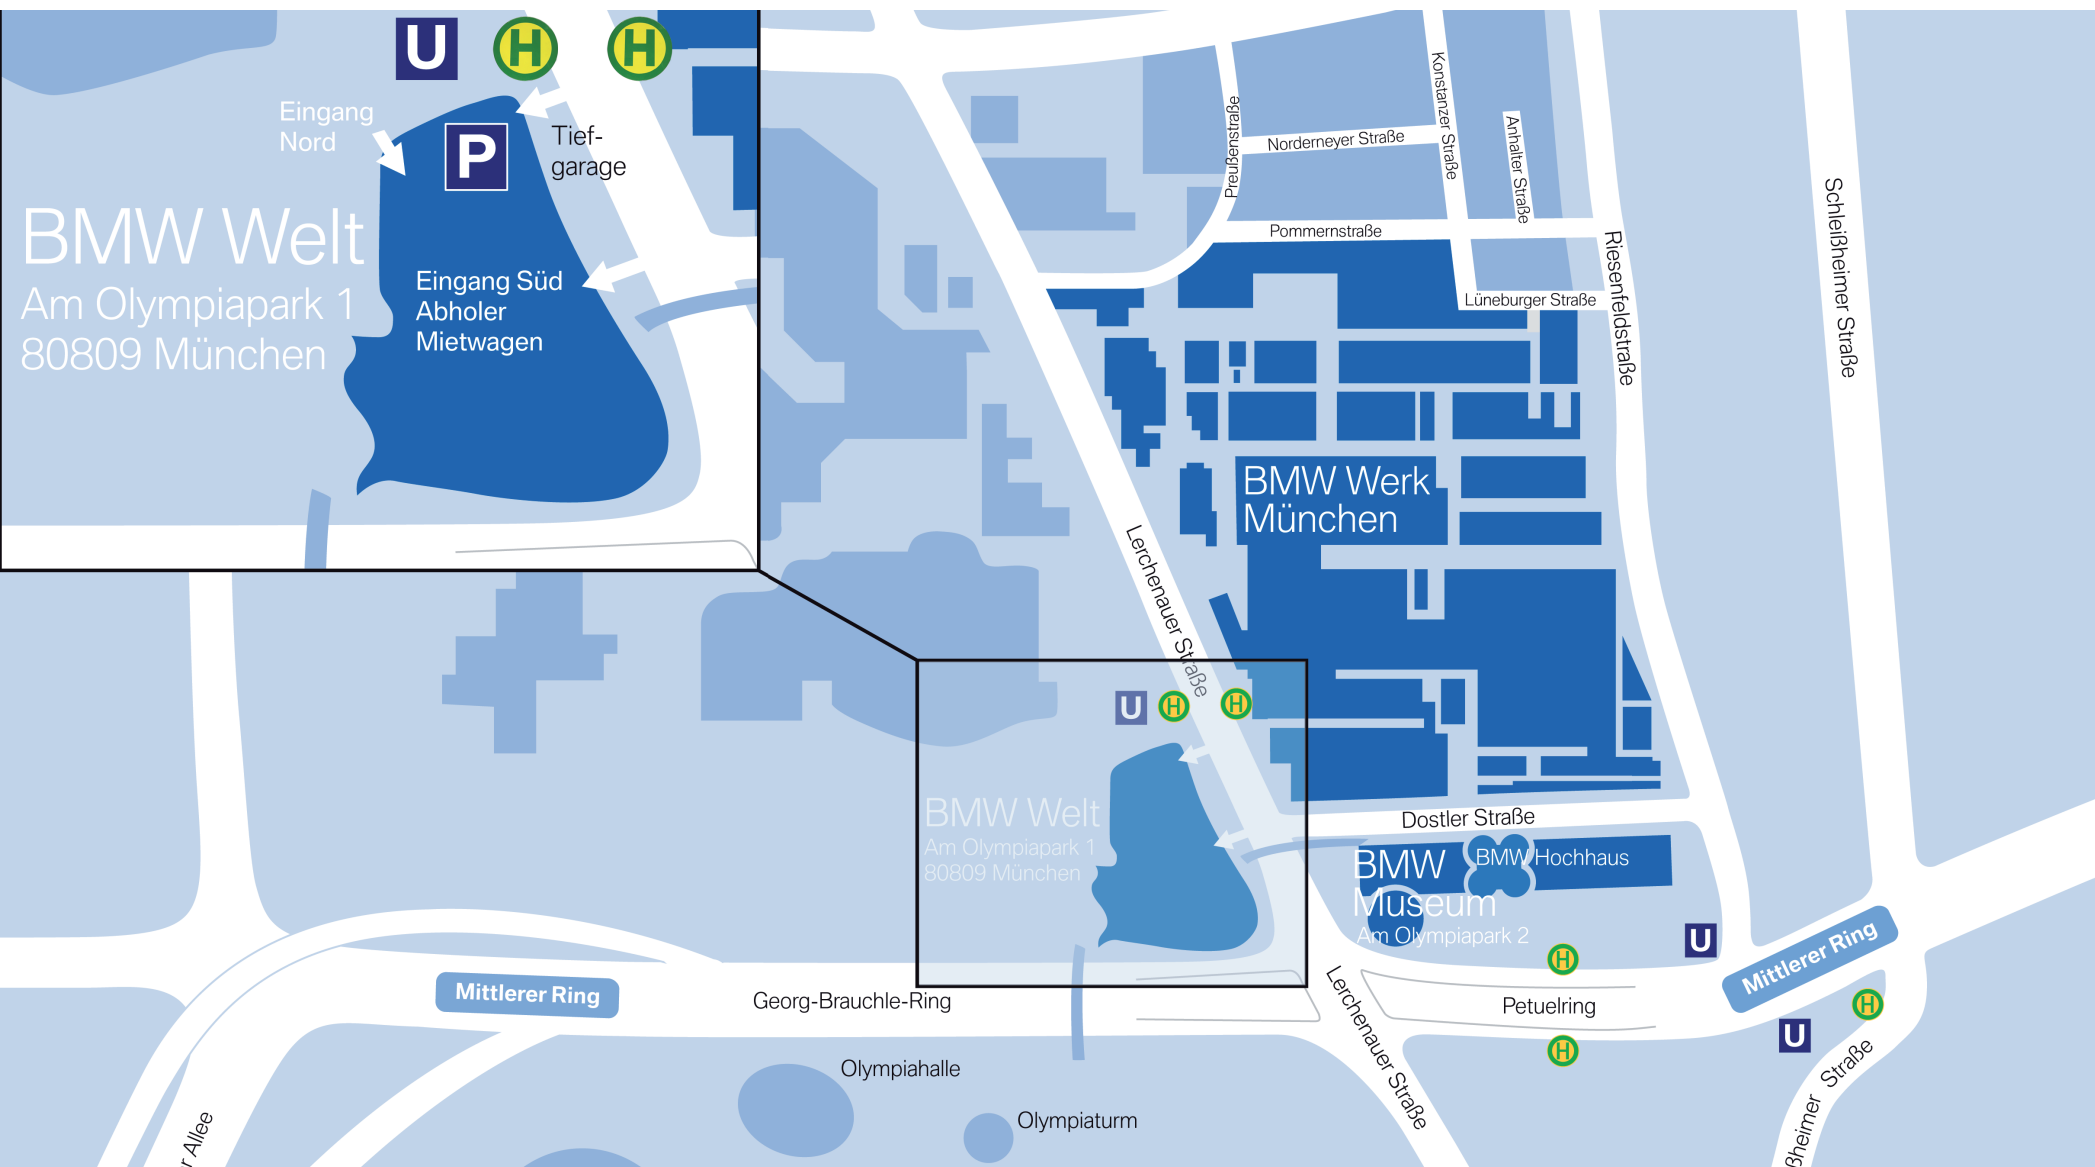 U
H
H
Eingang
Nord
P
Tief-
garage
BMW Welt
Am Olympiapark 1
80809 München
Eingang Süd
Abholer
Mietwagen
Preußenstraße
Norderneyer Straße
Konstanzer Straße
Anhalter Straße
Pommernstraße
Lüneburger Straße
Riesenfeldstraße
Schleißheimer Straße
BMW Werk
München
Lerchenauer Straße
U
H
H
BMW Welt
Am Olympiapark 1
80809 München
Dostler Straße
BMW
Museum
Am Olympiapark 2
BMW Hochhaus
U
H
Mittlerer Ring
Mittlerer Ring
Georg-Brauchle-Ring
Lerchenauer Straße
Petuelring
H
U
H
Olympiahalle
Olympiaturm
r Allee
ßheimer Straße